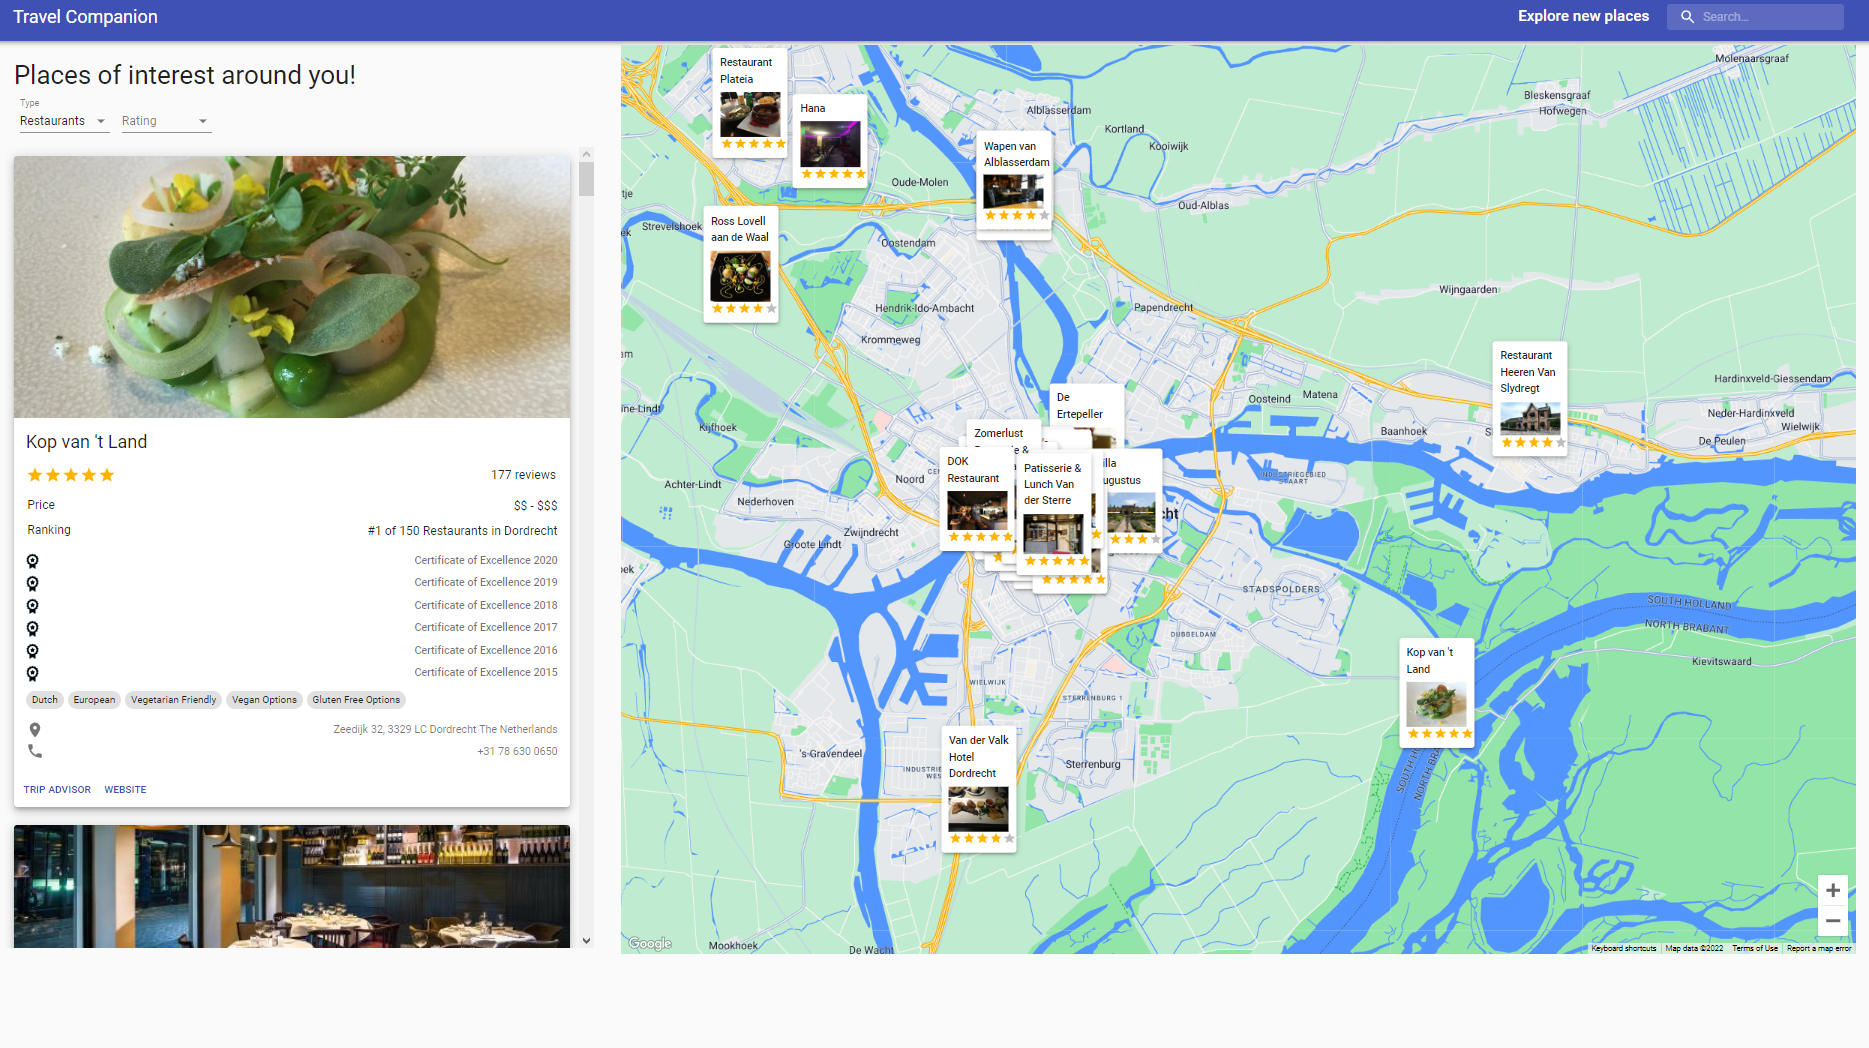 Travel Companion
Explore new places
Search...
Places of interest around you!
Type
Restaurants
Rating
Kop van 't Land
177 reviews
Price
$$ - $$$
Ranking
#1 of 150 Restaurants in Dordrecht
Certificate of Excellence 2020
Certificate of Excellence 2019
Certificate of Excellence 2018
Certificate of Excellence 2017
Certificate of Excellence 2016
Certificate of Excellence 2015
Dutch
European
Vegetarian Friendly
Vegan Options
Gluten Free Options
Zeedijk 32, 3329 LC Dordrecht The Netherlands
+31 78 630 0650
TRIP ADVISOR
WEBSITE
Restaurant
Plateia
Hana
Alblasserdam
Kortland
Kooiwijk
Molenaarsgraaf
Bleskensgraaf
Hofwegen
Wapen van
Alblasserdam
Oude-Molen
Oud-Alblas
Strevelshoek
Ross Lovell
aan de Waal
Oostendam
Hendrik-Ido-Ambacht
Krommeweg
Papendrecht
Wijngaarden
Restaurant
Heeren Van
Slydregt
Hardinxveld-Giessendam
Neder-Hardinxveld
Wielwijk
De Peulen
Baanhoek
Oosteind
Matena
Kijfhoek
De
Ertepeller
Zomerlust
DOK
Restaurant
Patisserie &
Lunch Van
der Sterre
illa
ugustus
cht
Noord
Achter-Lindt
Nederhoven
Zwijndrecht
Groote Lindt
INDUSTRIEGEBIED
STAART
STADSPOLDERS
DUBBELDAM
SOUTH HOLLAND
NORTH BRABANT
Kievitswaard
Kop van 't
Land
WIELWIJK
STERRENBURG 1
's-Gravendeel
Van der Valk
Hotel
Dordrecht
Sterrenburg
Mookhoek
De Wacht
Google
Keyboard shortcuts
Map data ©2022
Terms of Use
Report a map error